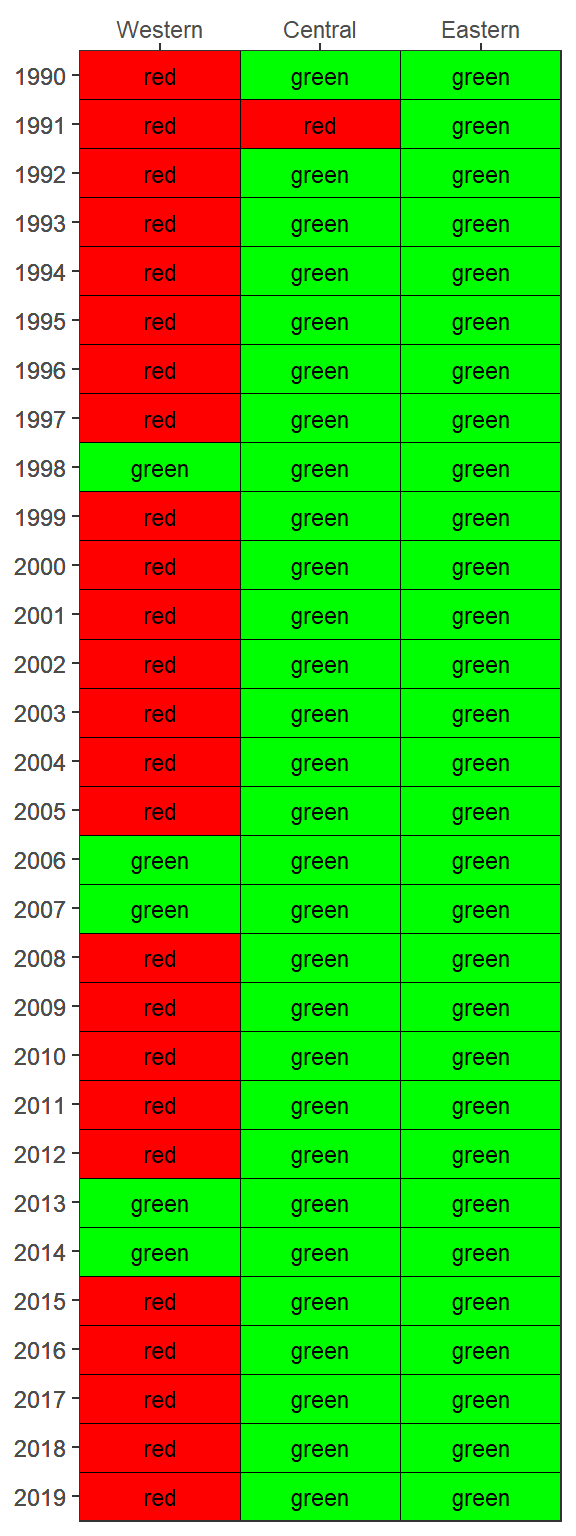 Western Central Eastern
1990 red green green
1991 red red green
1992 red green green
1993 red green green
1994 red green green
1995 red green green
1996 red green green
1997 red green green
1998 green green green
1999 red green green
2000 red green green
2001 red green green
2002 red green green
2003 red green green
2004 red green green
2005 red green green
2006 green green green
2007 green green green
2008 red green green
2009 red green green
2010 red green green
2011 red green green
2012 red green green
2013 green green green
2014 green green green
2015 red green green
2016 red green green
2017 red green green
2018 red green green
2019 red green green